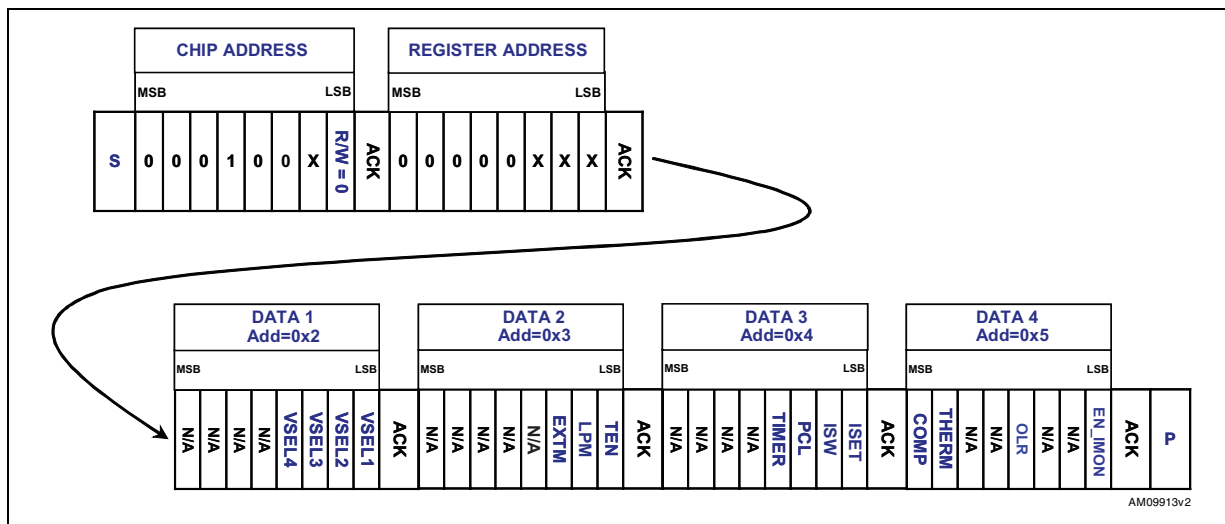 CHIP ADDRESS REGISTER ADDRESS
MSB LSB MSB LSB
S 0 0 0 1 0 0 X R/W = 0 ACK 0 0 0 0 0 X X X ACK
DATA 1 DATA 2 DATA 3 DATA 4
Add=0x2 Add=0x3 Add=0x4 Add=0x5
MSB LSB MSB LSB MSB LSB MSB LSB
N/A N/A N/A N/A VSEL4 VSEL3 VSEL2 VSEL1 ACK N/A N/A N/A N/A N/A EXTM LPM TEN ACK N/A N/A N/A N/A TIMER PCL ISW ISET ACK COMP THERM N/A N/A OLR N/A N/A EN_IMON ACK P
AM09913v2